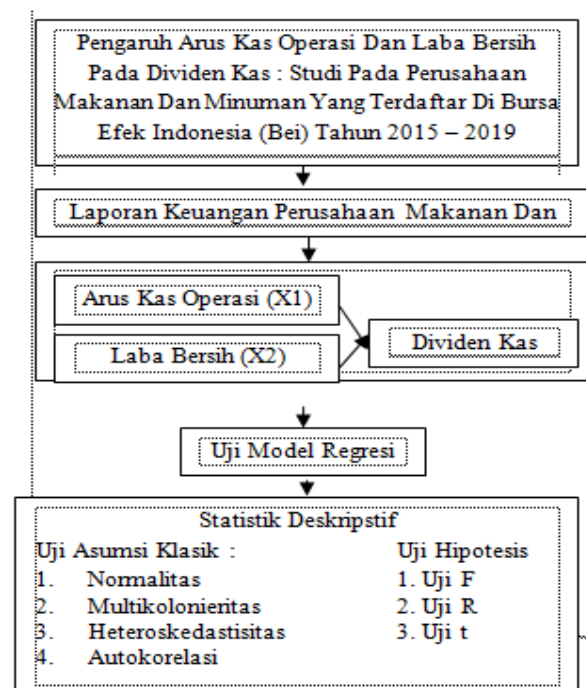 Pengaruh Arus Kas Operasi Dan Laba Bersih
Pada Dividen Kas : Studi Pada Perusahaan
Makanan Dan Minuman Yang Terdaftar Di Bursa
Efek Indonesia (Bei) Tahun 2015 – 2019
Laporan Keuangan Perusahaan Makanan Dan
Arus Kas Operasi (X1)
Laba Bersih (X2)
Dividen Kas
Uji Model Regresi
Statistik Deskripstif
Uji Asumsi Klasik :
1. Normalitas
2. Multikolonieritas
3. Heteroskedastisitas
4. Autokorelasi
Uji Hipotesis
1. Uji F
2. Uji R
3. Uji t